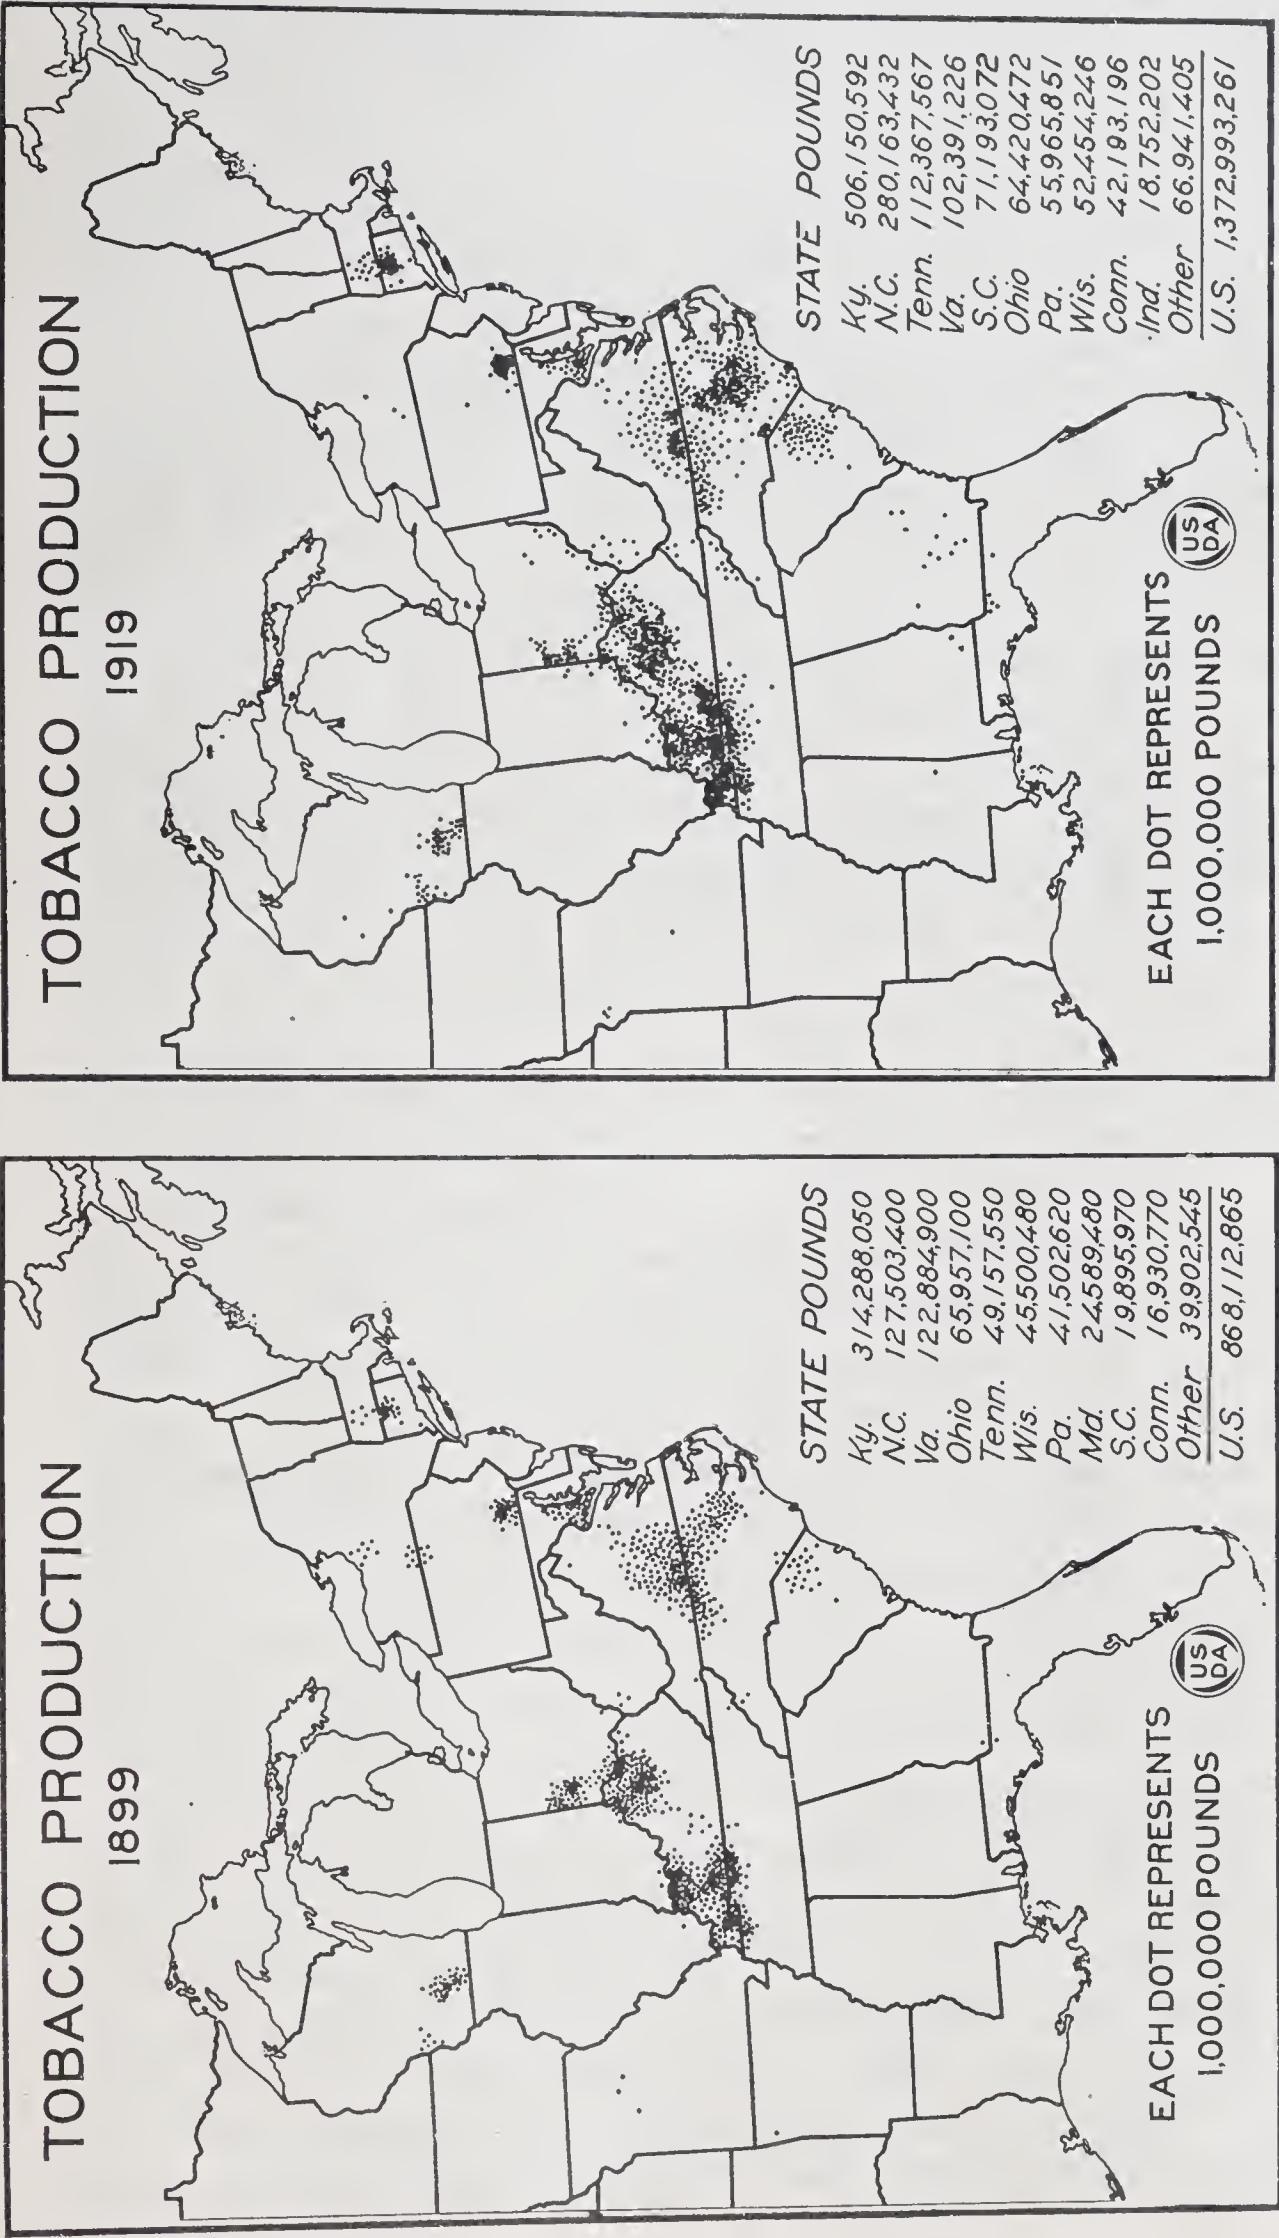 TOBACCO PRODUCTION
1899
STATE POUNDS
Ky. 314,288,050
N.C. 127,503,400
Va. 122,884,900
Ohio 65,957,100
Tenn. 49,157,550
Wis. 45,500,480
Pa. 41,502,620
Md. 24,589,480
S.C. 19,895,970
Conn. 16,930,770
Other 39,902,545
U.S. 868,112,865
EACH DOT REPRESENTS
1,000,000 POUNDS
US
DA
TOBACCO PRODUCTION
1919
STATE POUNDS
Ky. 506,150,592
N.C. 280,163,432
Tenn. 112,367,567
Va. 102,391,226
S.C. 71,193,072
Ohio 64,420,472
Pa. 55,965,851
Wis. 52,454,246
Conn. 42,193,196
Ind. 18,752,202
Other 66,941,405
U.S. 1,372,993,261
EACH DOT REPRESENTS
1,000,000 POUNDS
US
DA